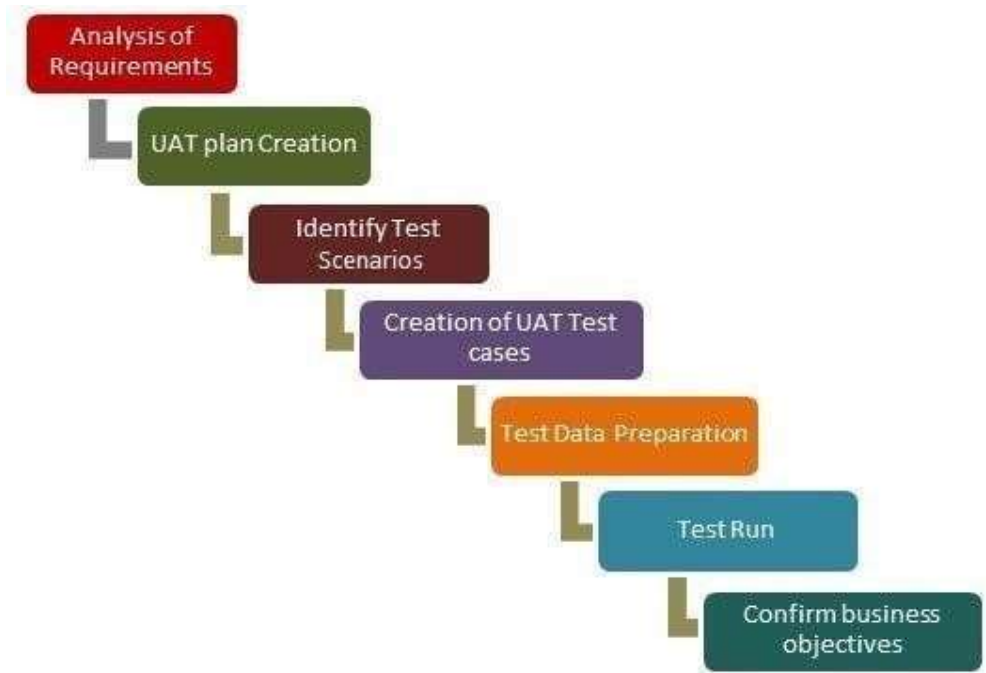 Analysis of
Requirements
UAT plan Creation
Identify Test
Scenarios
Creation of UAT Test
cases
Test Data Preparation
Test Run
Confirm business
objectives